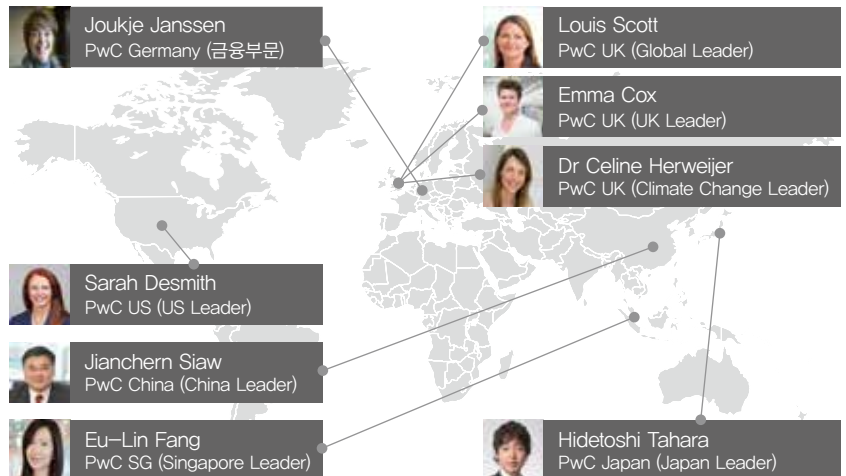 Joukje Janssen
PwC Germany (금융부문)
Louis Scott
PwC UK (Global Leader)
Emma Cox
PwC UK (UK Leader)
Dr Celine Herweijer
PwC UK (Climate Change Leader)
Sarah Desmith
PwC US (US Leader)
Jianchern Siaw
PwC China (China Leader)
Eu-Lin Fang
PwC SG (Singapore Leader)
Hidetoshi Tahara
PwC Japan (Japan Leader)